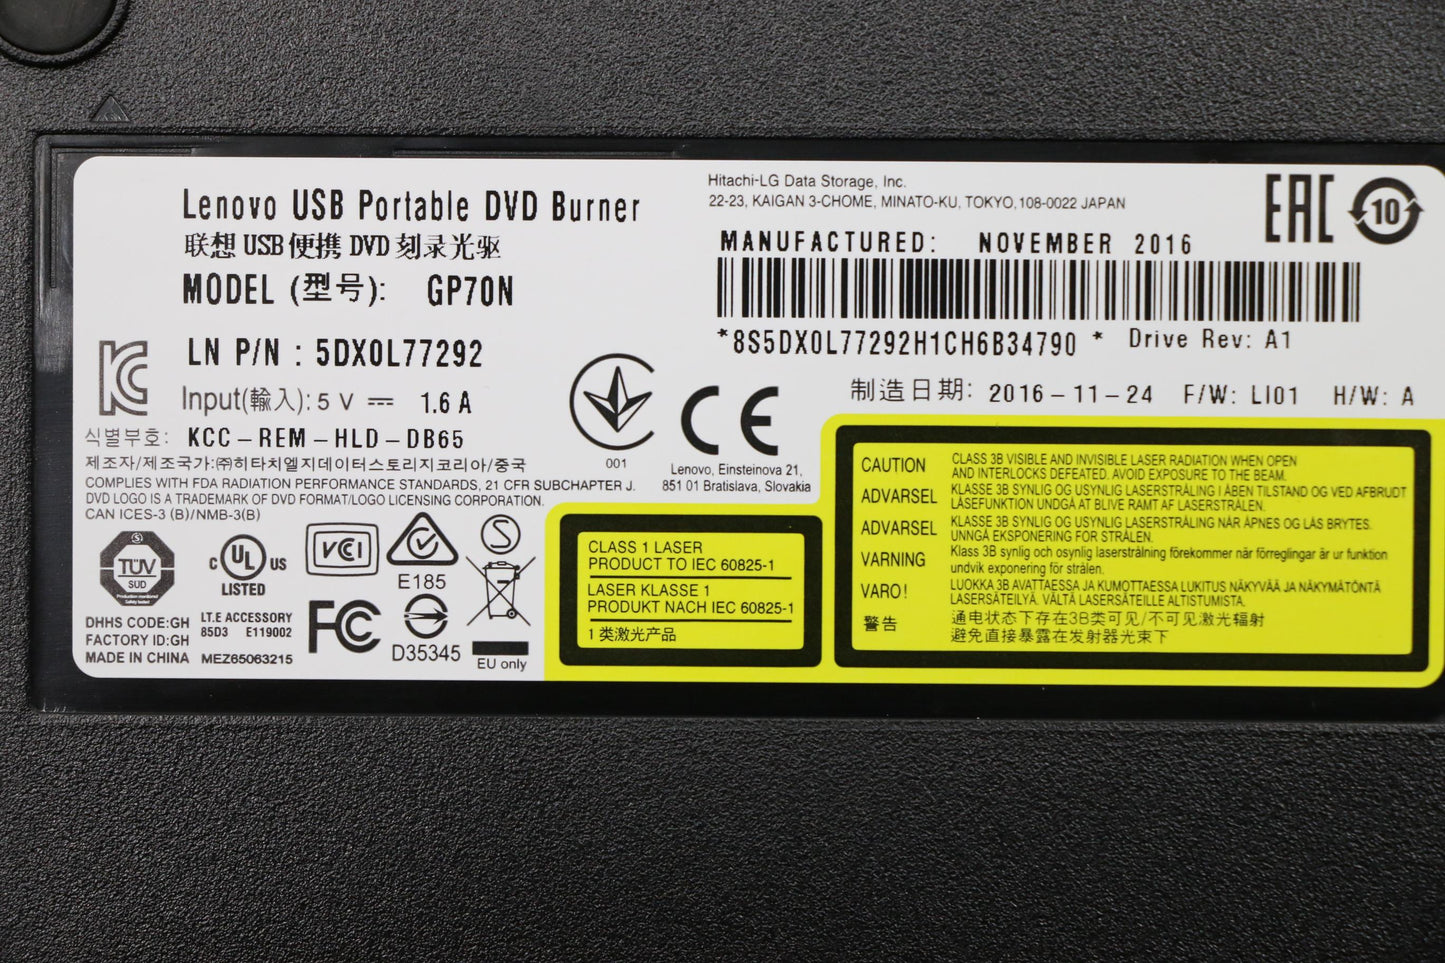 Lenovo USB Portable DVD Burner
联想 USB 便携 DVD 刻录光驱
MODEL (型号): GP70N
LN P/N : 5DX0L77292
Input(輸入): 5 V ⎓ 1.6 A
식별부호: KCC-REM-HLD-DB65
제조자/제조국가:㈜히타치엘지데이터스토리지코리아/중국
COMPLIES WITH FDA RADIATION PERFORMANCE STANDARDS, 21 CFR SUBCHAPTER J.
DVD LOGO IS A TRADEMARK OF DVD FORMAT/LOGO LICENSING CORPORATION.
CAN ICES-3 (B)/NMB-3(B)
TÜV
SUD
Production monitored
Safety tested
C UL US
LISTED
VCI
E185
S
DHHS CODE:GH
FACTORY ID:GH
MADE IN CHINA
I.T.E ACCESSORY
85D3 E119002
MEZ65063215
FC
D35345
EU only
Hitachi-LG Data Storage, Inc.
22-23, KAIGAN 3-CHOME, MINATO-KU, TOKYO, 108-0022 JAPAN
EAC
10
MANUFACTURED: NOVEMBER 2016
*8S5DX0L77292H1CH6B34790 * Drive Rev: A1
制造日期: 2016-11-24 F/W: LI01 H/W: A
001
CE
Lenovo, Einsteinova 21,
851 01 Bratislava, Slovakia
CLASS 1 LASER
PRODUCT TO IEC 60825-1
LASER KLASSE 1
PRODUKT NACH IEC 60825-1
1 类激光产品
CAUTION CLASS 3B VISIBLE AND INVISIBLE LASER RADIATION WHEN OPEN
AND INTERLOCKS DEFEATED. AVOID EXPOSURE TO THE BEAM.
ADVARSEL KLASSE 3B SYNLIG OG USYNLIG LASERSTRÅLING I ÅBEN TILSTAND OG VED AFBRUDT
LÅSEFUNKTION UNDGÅ AT BLIVE RAMT AF LASERSTRÅLEN.
ADVARSEL KLASSE 3B SYNLIG OG USYNLIG LASERSTRÅLING NÅR ÅPNES OG LÅS BRYTES.
UNNGÅ EKSPONERING FOR STRÅLEN.
VARNING Klass 3B synlig och osynlig laserstrålning förekommer när förreglingar är ur funktion
undvik exponering för strålen.
VARO! LUOKKA 3B AVATTAESSA JA KUMOTTAESSA LUKITUS NÄKYVÄÄ JA NÄKYMÄTÖNTÄ
LASERSÄTEILYÄ. VÄLTÄ LASERSÄTEILLE ALTISTUMISTA.
警告 通电状态下存在3B类可见/不可见激光辐射
避免直接暴露在发射器光束下